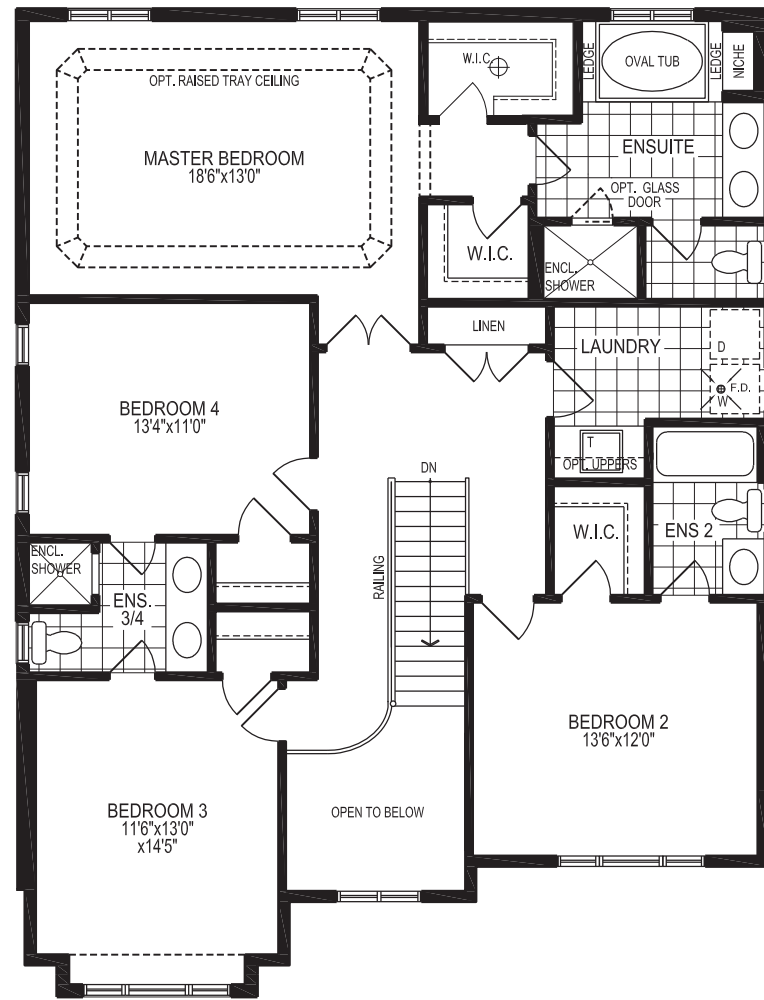 W.I.C.
LEDGE
OVAL TUB
LEDGE
NICHE
OPT. RAISED TRAY CEILING
MASTER BEDROOM
18'6"x13'0"
ENSUITE
OPT. GLASS
DOOR
W.I.C.
ENCL.
SHOWER
LINEN
LAUNDRY
D
F.D.
W
BEDROOM 4
13'4"x11'0"
T
OPT. UPPERS
DN
RAILING
W.I.C.
ENS 2
ENCL.
SHOWER
ENS.
3/4
BEDROOM 2
13'6"x12'0"
BEDROOM 3
11'6"x13'0"
x14'5"
OPEN TO BELOW